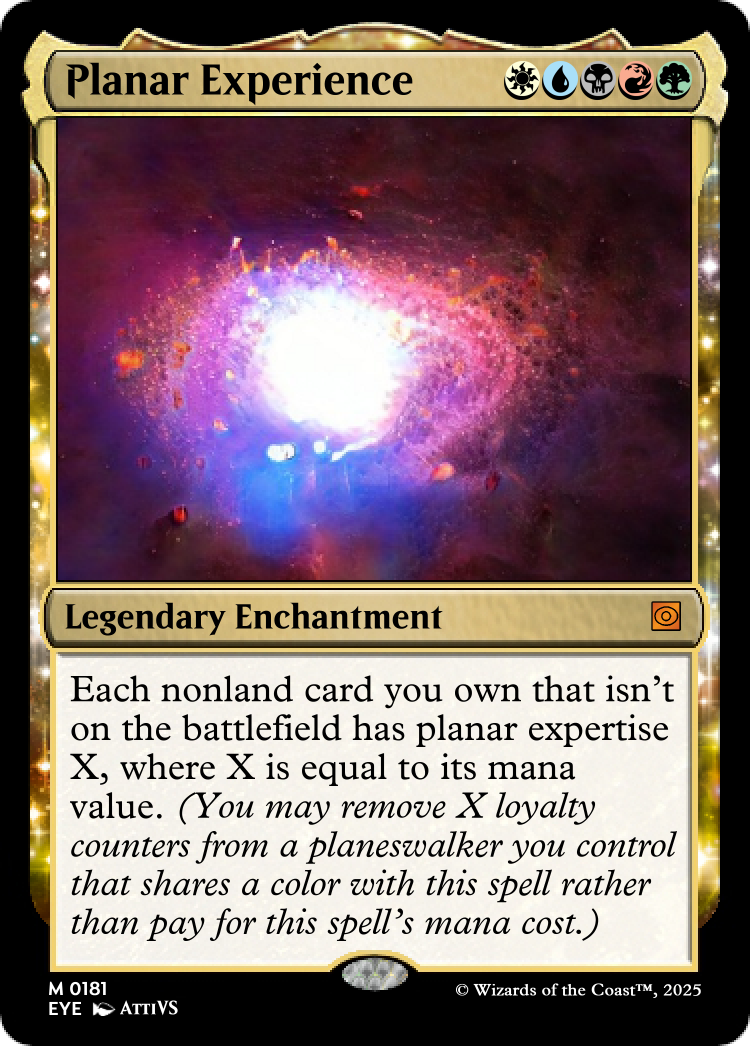 Planar Experience
Legendary Enchantment
Each nonland card you own that isn't
on the battlefield has planar expertise
X, where X is equal to its mana
value. (You may remove X loyalty
counters from a planeswalker you control
that shares a color with this spell rather
than pay for this spell's mana cost.)
M 0181
EYE AttiVS
© Wizards of the Coast™, 2025